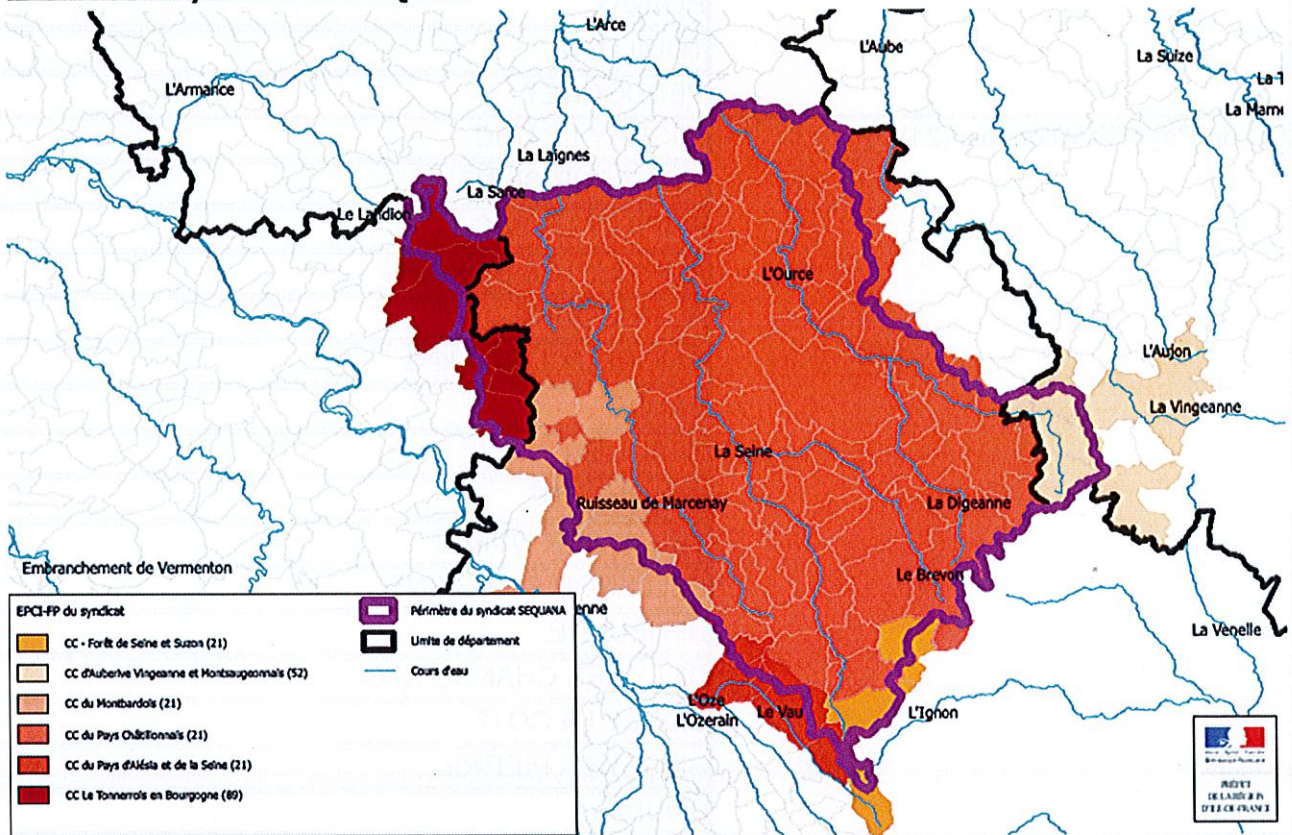 L'Arce
L'Aube
La Suize
L'Armance
La Marn
La Laignes
La Sarce
Le Landion
L'Ource
L'Aujon
La Vingeanne
La Seine
Ruisseau de Marcenay
La Digeanne
Embranchement de Vermenton
Le Brevon
enne
La Venelle
L'Oze
L'Ozerain
Le Vau
L'Ignon
EPCI-FP du syndicat
CC - Forêt de Seine et Suzon (21)
CC d'Auberive Vingeanne et Montsaugeonnais (52)
CC du Montbardois (21)
CC du Pays Châtillonnais (21)
CC du Pays d'Alésia et de la Seine (21)
CC Le Tonnerrois en Bourgogne (89)
Périmètre du syndicat SEQUANA
Limite de département
Cours d'eau
PRÉFET
DE LA RÉGION
D'ILE-DE-FRANCE